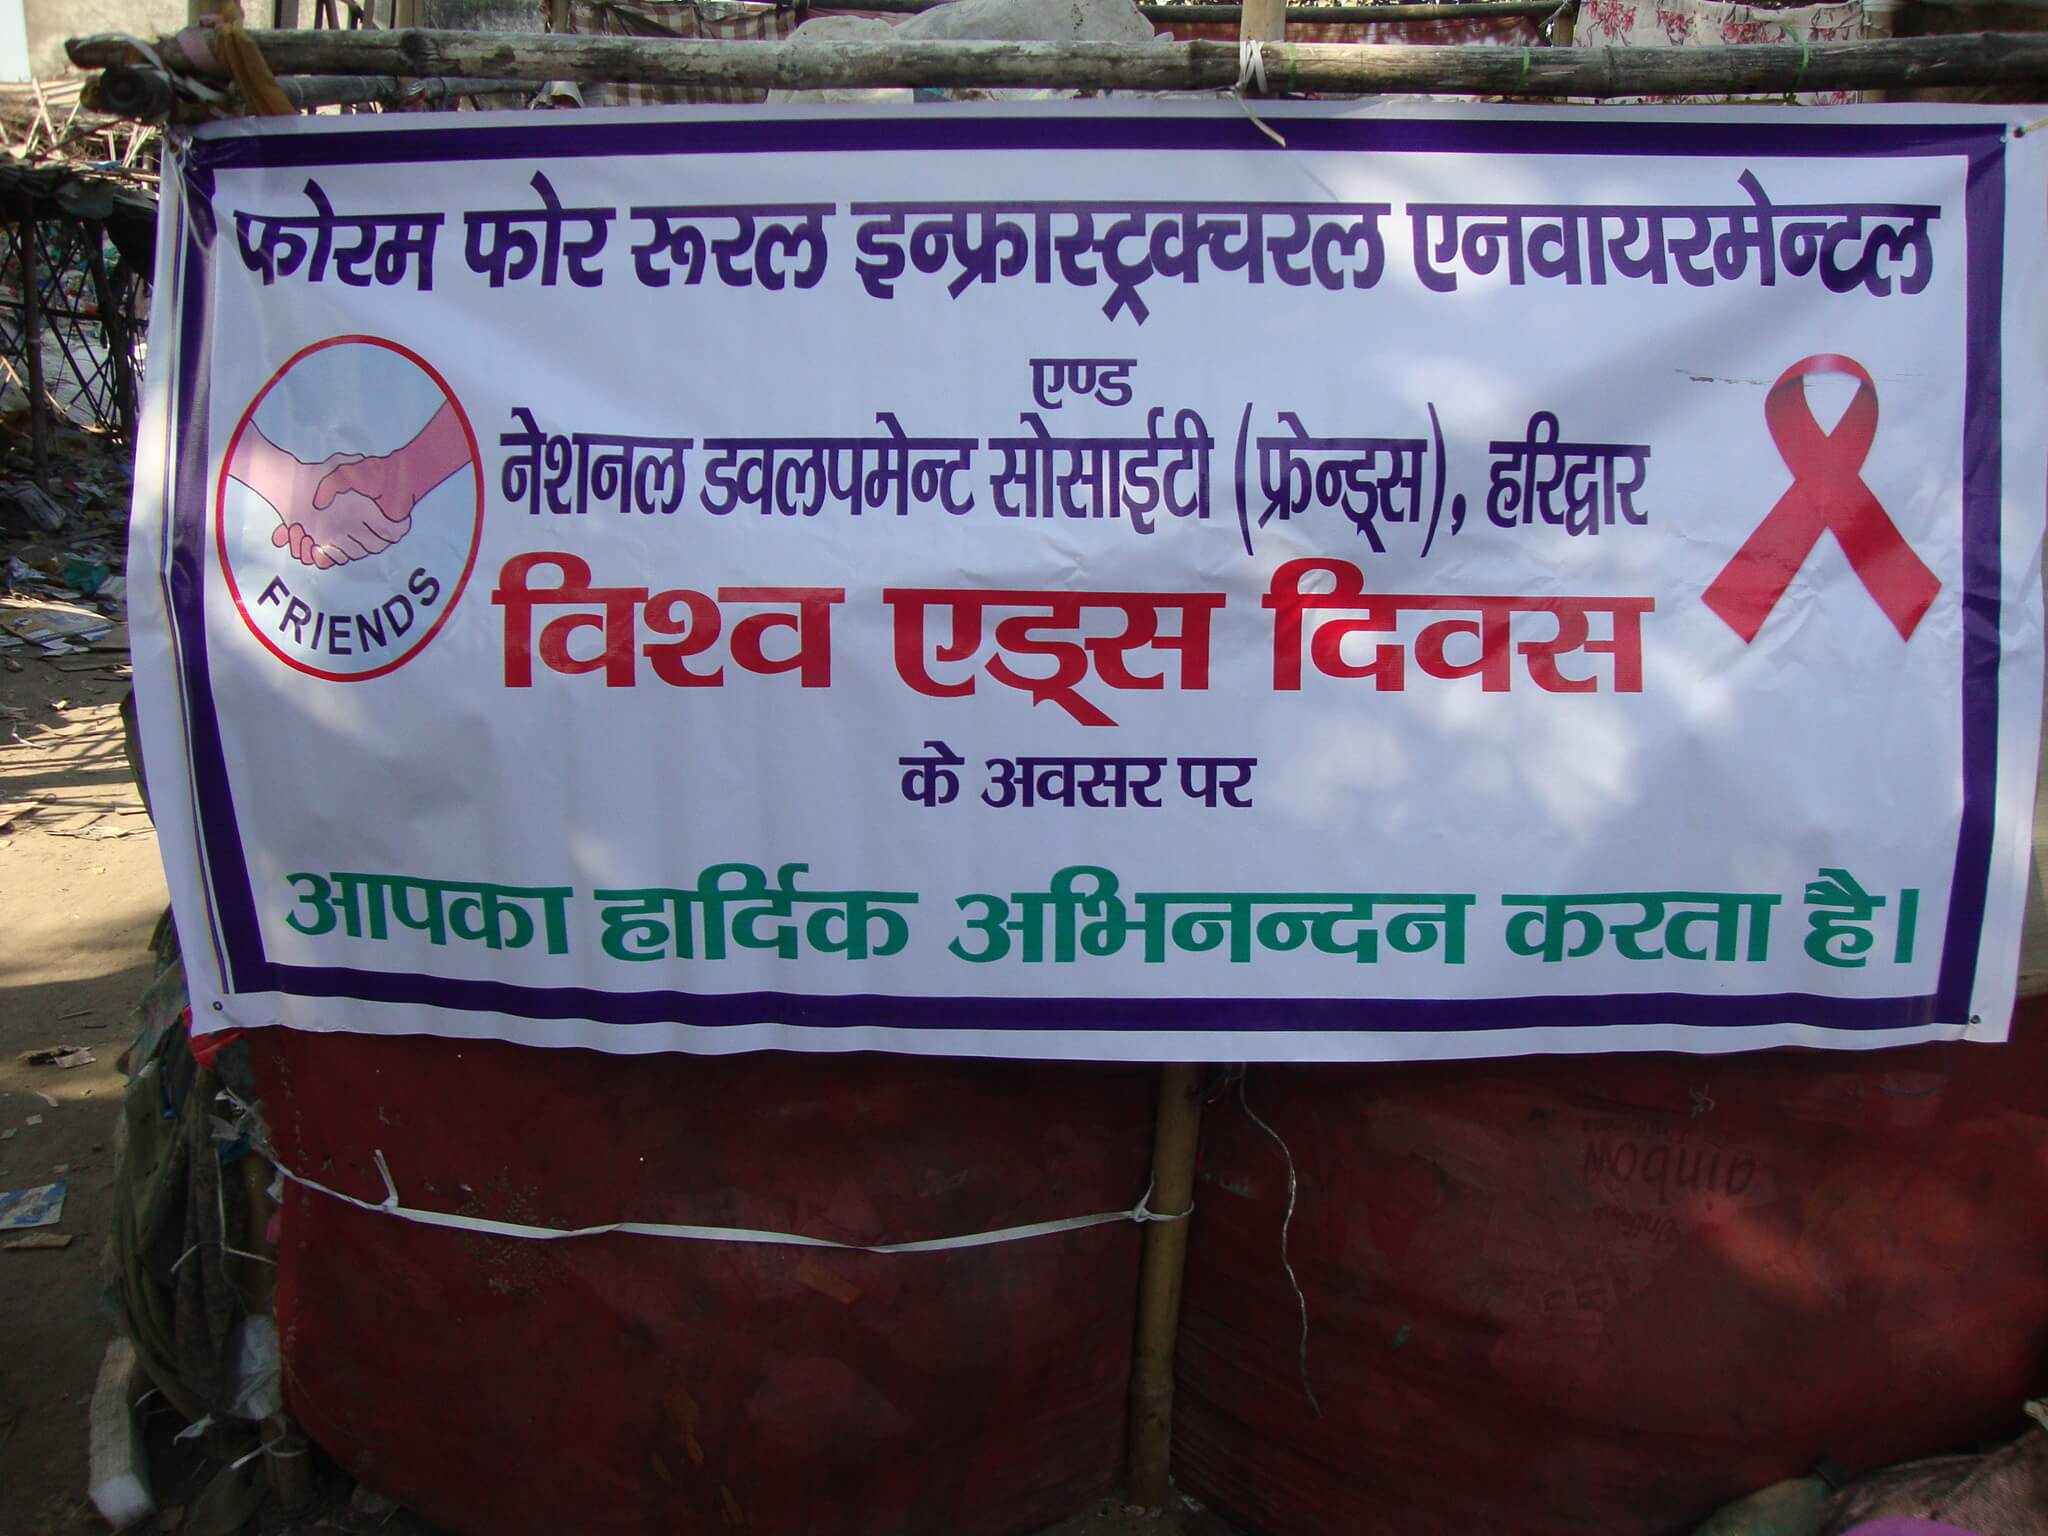 फोरम फोर रूरल इन्फ्रास्ट्रक्चरल एनवायरमेन्टल
एण्ड
नेशनल डवलपमेन्ट सोसाईटी (फ्रेन्ड्स), हरिद्वार
FRIENDS
विश्व एड्स दिवस
के अवसर पर
आपका हार्दिक अभिनन्दन करता है।